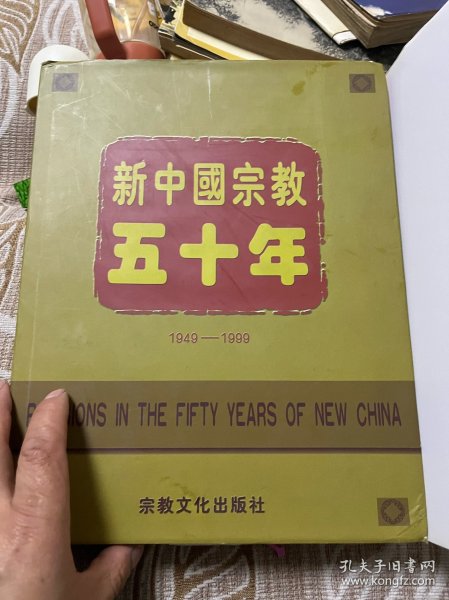 新中國宗教
五十年
1949—1999
IN THE FIFTY YEARS OF NEW CHINA
宗教文化出版社
孔夫子旧书网
www.kongfz.com